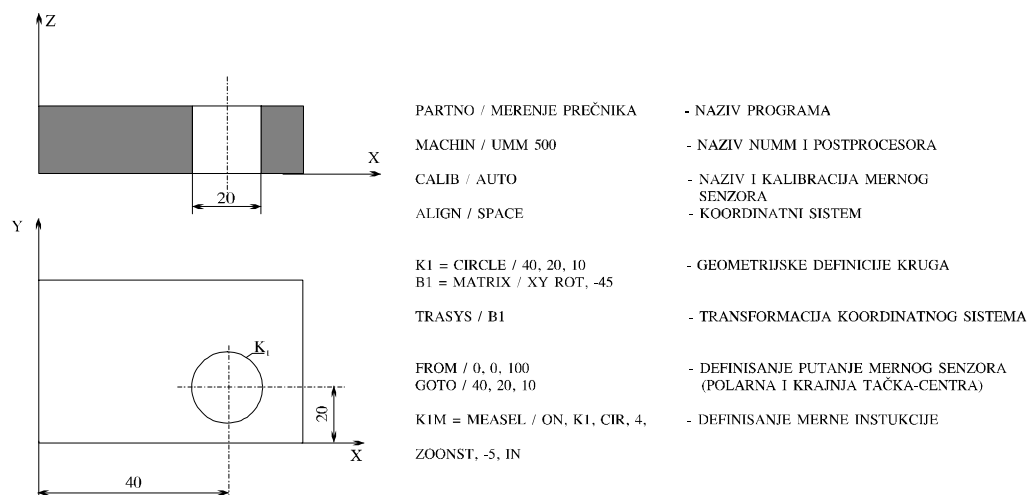 Z
X
20
Y
K1
20
X
40
PARTNO / MERENJE PREČNIKA - NAZIV PROGRAMA
MACHIN / UMM 500 - NAZIV NUMM I POSTPROCESORA
CALIB / AUTO - NAZIV I KALIBRACIJA MERNOG
SENZORA
ALIGN / SPACE - KOORDINATNI SISTEM
K1 = CIRCLE / 40, 20, 10 - GEOMETRIJSKE DEFINICIJE KRUGA
B1 = MATRIX / XY ROT, -45
TRASYS / B1 - TRANSFORMACIJA KOORDINATNOG SISTEMA
FROM / 0, 0, 100 - DEFINISANJE PUTANJE MERNOG SENZORA
GOTO / 40, 20, 10 (POLARNA I KRAJNJA TAČKA-CENTRA)
K1M = MEASEL / ON, K1, CIR, 4, - DEFINISANJE MERNE INSTUKCIJE
ZOONST, -5, IN